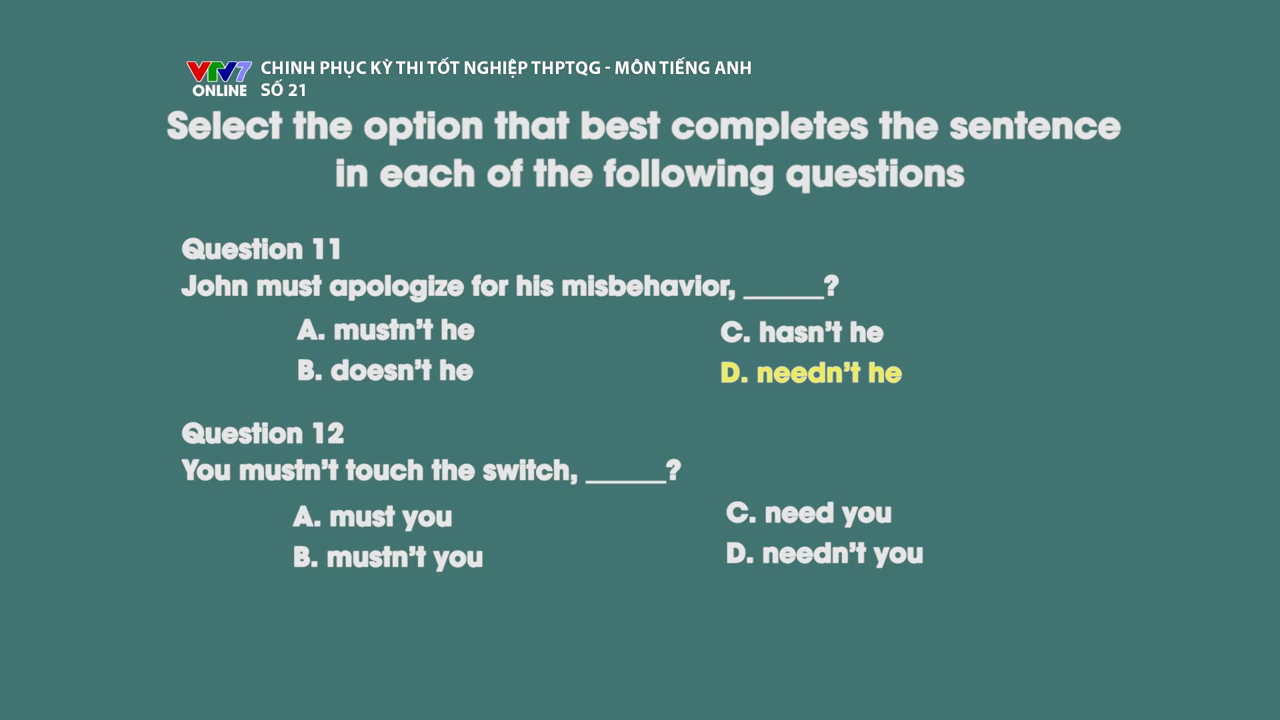 VTV7
ONLINE
CHINH PHỤC KỲ THI TỐT NGHIỆP THPTQG - MÔN TIẾNG ANH
SỐ 21
Select the option that best completes the sentence
in each of the following questions
Question 11
John must apologize for his misbehavior, ______?
A. mustn't he
B. doesn't he
C. hasn't he
D. needn't he
Question 12
You mustn't touch the switch, ______?
A. must you
B. mustn't you
C. need you
D. needn't you